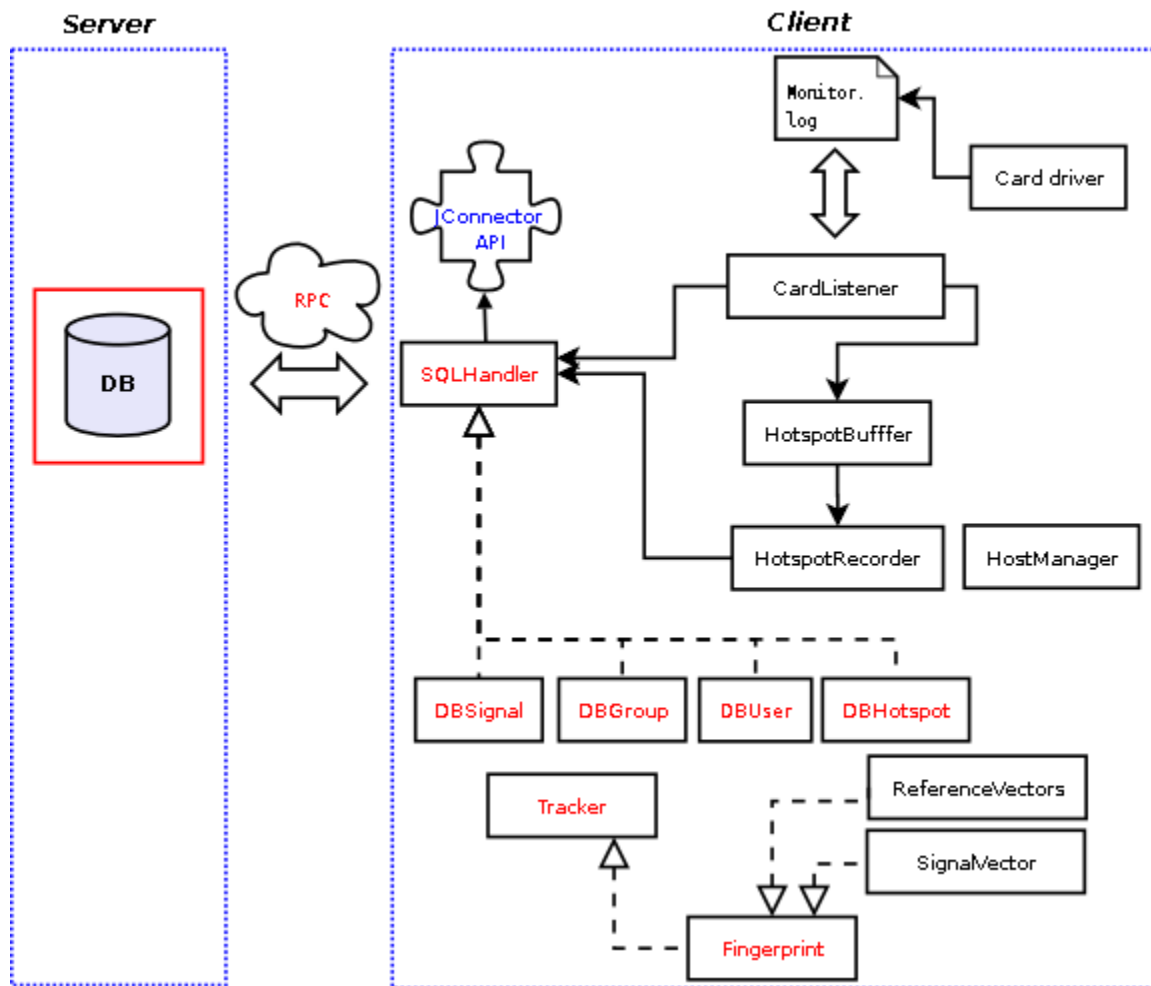 Server
Client
Monitor.
log
Card driver
JConnector
API
CardListener
RPC
SQLHandler
DB
HotspotBufffer
HotspotRecorder
HostManager
DBSignal
DBGroup
DBUser
DBHotspot
ReferenceVectors
Tracker
SignaVector
Fingerprint